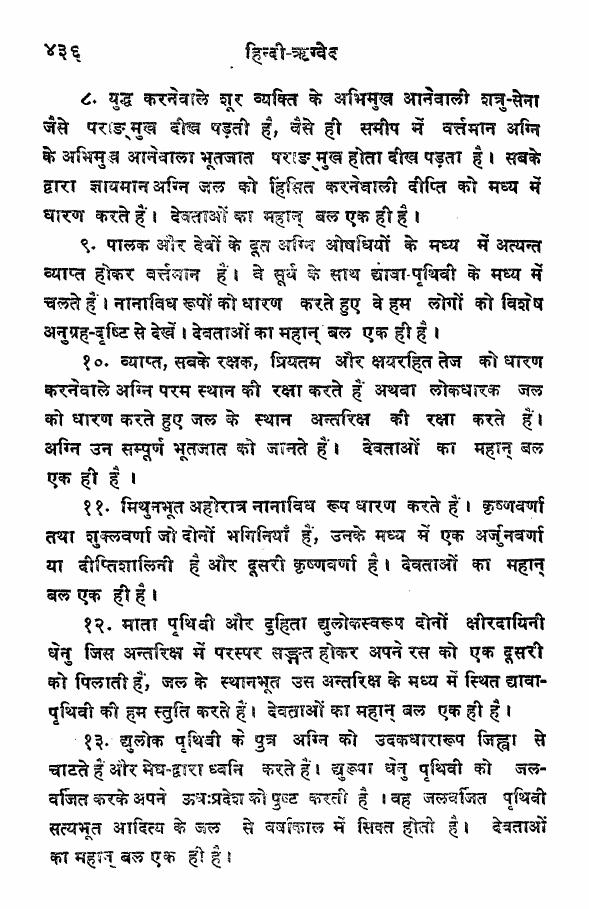 ४३६ हिन्दी-ऋग्वेद
८. युद्ध करनेवाले शूर व्यक्ति के अभिमुख आनेवाली शत्रु-सेना
जैसे पराङमुख दीख पड़ती है, वैसे ही समीप में वर्त्तमान अग्नि
के अभिमुख आनेवाला भूतजात पराङमुख होता दीख पड़ता है। सबके
द्वारा ज्ञायमान अग्नि जल को हिंसित करनेवाली दीप्ति को मध्य में
धारण करते हैं। देवताओं का महान् बल एक ही है।
९. पालक और देवों के दूत अग्नि ओषधियों के मध्य में अत्यन्त
व्याप्त होकर वर्त्तमान हैं। वे सूर्य के साथ द्यावा-पृथिवी के मध्य में
चलते हैं। नानाविध रूपों को धारण करते हुए वे हम लोगों को विशेष
अनुग्रह-दृष्टि से देखें। देवताओं का महान् बल एक ही है।
१०. व्याप्त, सबके रक्षक, प्रियतम और क्षयरहित तेज को धारण
करनेवाले अग्नि परम स्थान की रक्षा करते हैं अथवा लोकधारक जल
को धारण करते हुए जल के स्थान अन्तरिक्ष की रक्षा करते हैं।
अग्नि उन सम्पूर्ण भूतजात को जानते हैं। देवताओं का महान् बल
एक ही है।
११. मिथुनभूत अहोरात्र नानाविध रूप धारण करते हैं। कृष्णवर्णा
तथा शुक्लवर्णा जो दोनों भगिनियाँ हैं, उनके मध्य में एक अर्जुनवर्णा
या दीप्तिशालिनी है और दूसरी कृष्णवर्णा है। देवताओं का महान्
बल एक ही है।
१२. माता पृथिवी और दुहिता द्युलोकस्वरूप दोनों क्षीरदायिनी
धेनु जिस अन्तरिक्ष में परस्पर सङ्गत होकर अपने रस को एक दूसरी
को पिलाती हैं, जल के स्थानभूत उस अन्तरिक्ष के मध्य में स्थित द्यावा-
पृथिवी की हम स्तुति करते हैं। देवताओं का महान् बल एक ही है।
१३. द्युलोक पृथिवी के पुत्र अग्नि को उदकधारारूप जिह्वा से
चाटते हैं और मेघ-द्वारा ध्वनि करते हैं। द्युरूपा धेनु पृथिवी को जल-
वर्जित करके अपने ऊधःप्रदेश को पुष्ट करती है। वह जलवर्जित पृथिवी
सत्यभूत आदित्य के जल से वर्षाकाल में सिक्त होती है। देवताओं
का महान् बल एक ही है।